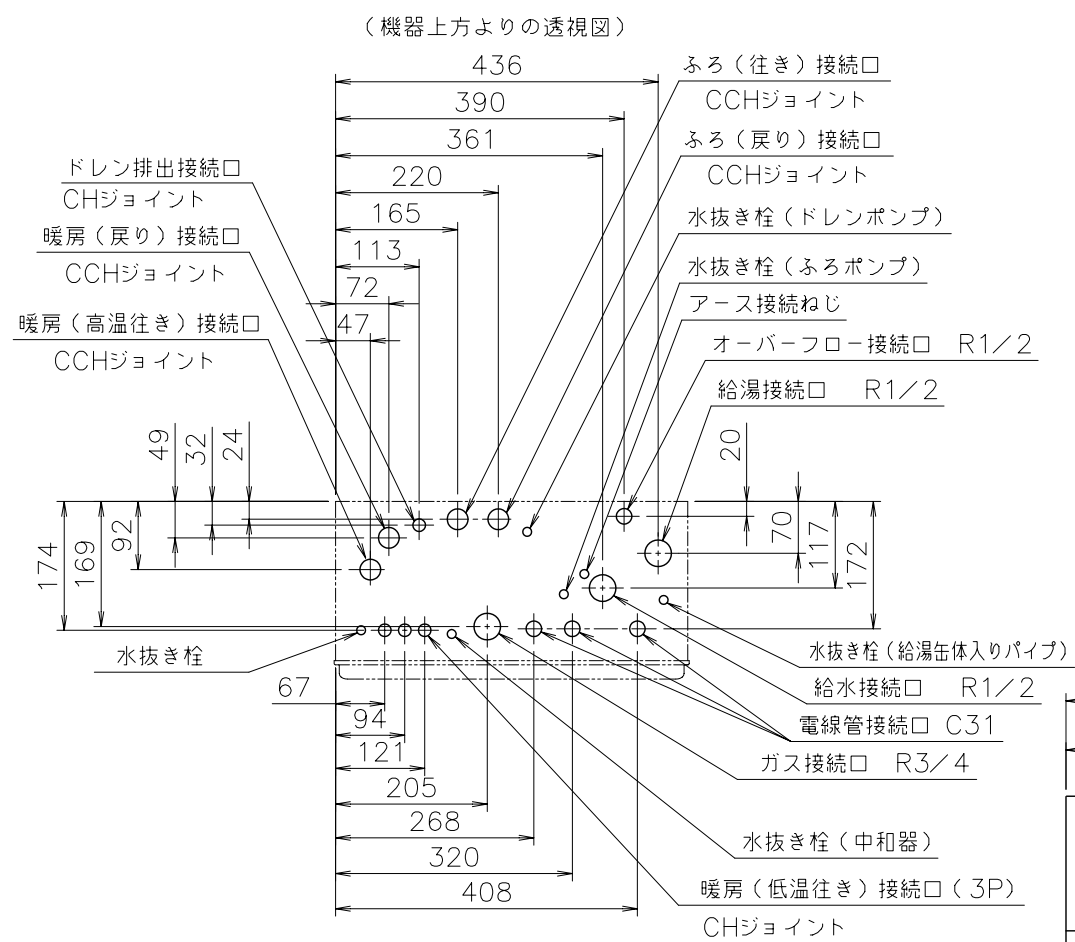 (機器上方よりの透視図)
436
390
361
220
165
113
72
47
ドレン排出接続口
CHジョイント
暖房(戻り)接続口
CCHジョイント
暖房(高温往き)接続口
CCHジョイント
ふろ(往き)接続口
CCHジョイント
ふろ(戻り)接続口
CCHジョイント
水抜き栓(ドレンポンプ)
水抜き栓(ふろポンプ)
アース接続ねじ
オーバーフロー接続口 R1/2
給湯接続口 R1/2
49
32
24
92
169
174
20
70
117
172
水抜き栓
水抜き栓(給湯缶体入りパイプ)
給水接続口 R1/2
電線管接続口 C31
ガス接続口 R3/4
67
94
121
205
268
320
408
水抜き栓(中和器)
暖房(低温往き)接続口(3P)
CHジョイント